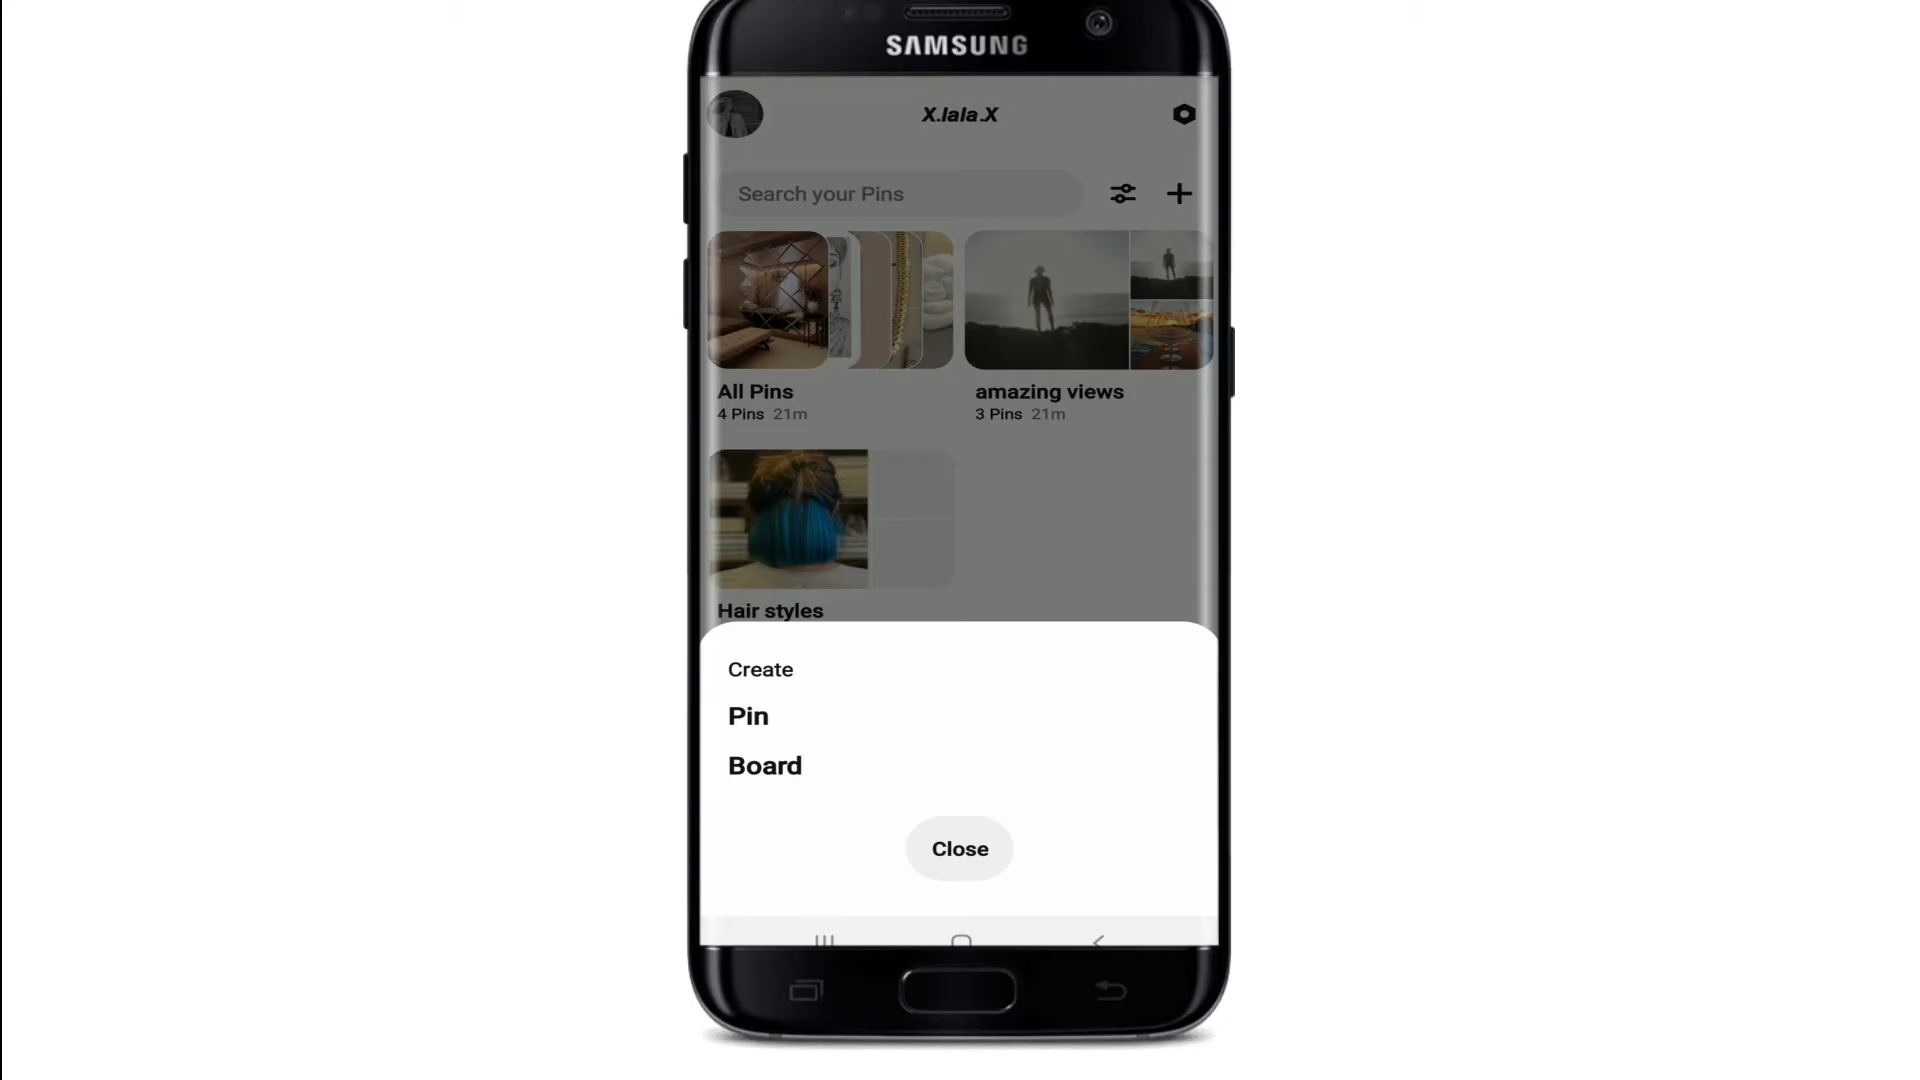 SAMSUNG
X.lala.X
Search your Pins
All Pins
4 Pins 21m
amazing views
3 Pins 21m
Hair styles
Create
Pin
Board
Close